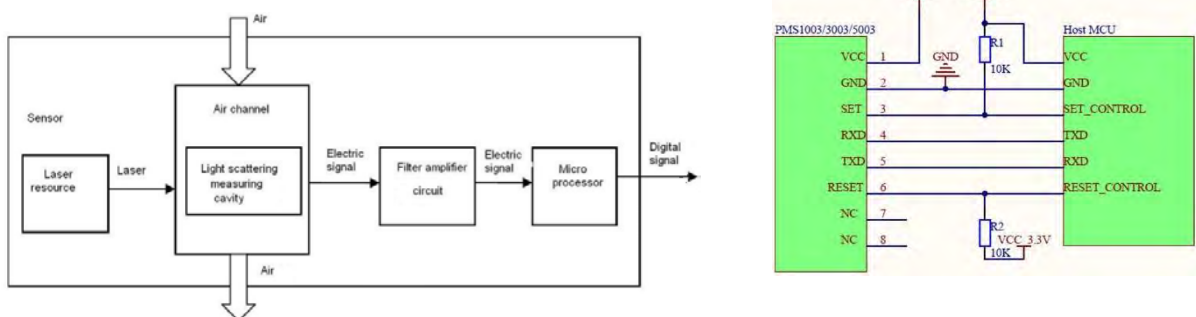 Air
Sensor
Air channel
Laser
resource
Laser
Light scattering
measuring
cavity
Electric
signal
Filter amplifier
circuit
Electric
signal
Micro
processor
Digital
signal
Air
PMS1003/3003/5003
Host MCU
VCC 1
GND 2
SET 3
RXD 4
TXD 5
RESET 6
NC 7
NC 8
GND
R1
10K
R2
VCC_3.3V
10K
VCC
GND
SET_CONTROL
TXD
RXD
RESET_CONTROL